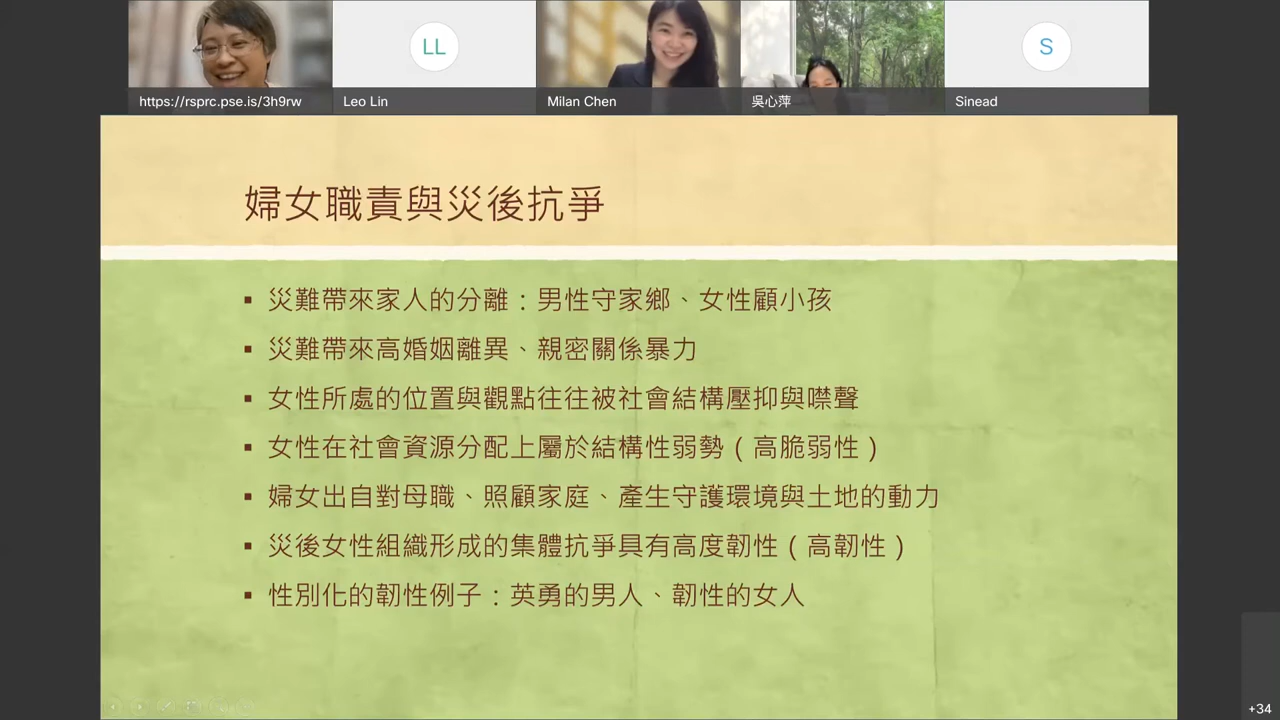 LL
S
https://rsprc.pse.is/3h9rw
Leo Lin
Milan Chen
吳心萍
Sinead
婦女職責與災後抗爭
▪ 災難帶來家人的分離：男性守家鄉、女性顧小孩
▪ 災難帶來高婚姻離異、親密關係暴力
▪ 女性所處的位置與觀點往往被社會結構壓抑與噤聲
▪ 女性在社會資源分配上屬於結構性弱勢（高脆弱性）
▪ 婦女出自對母職、照顧家庭、產生守護環境與土地的動力
▪ 災後女性組織形成的集體抗爭具有高度韌性（高韌性）
▪ 性別化的韌性例子：英勇的男人、韌性的女人
+34